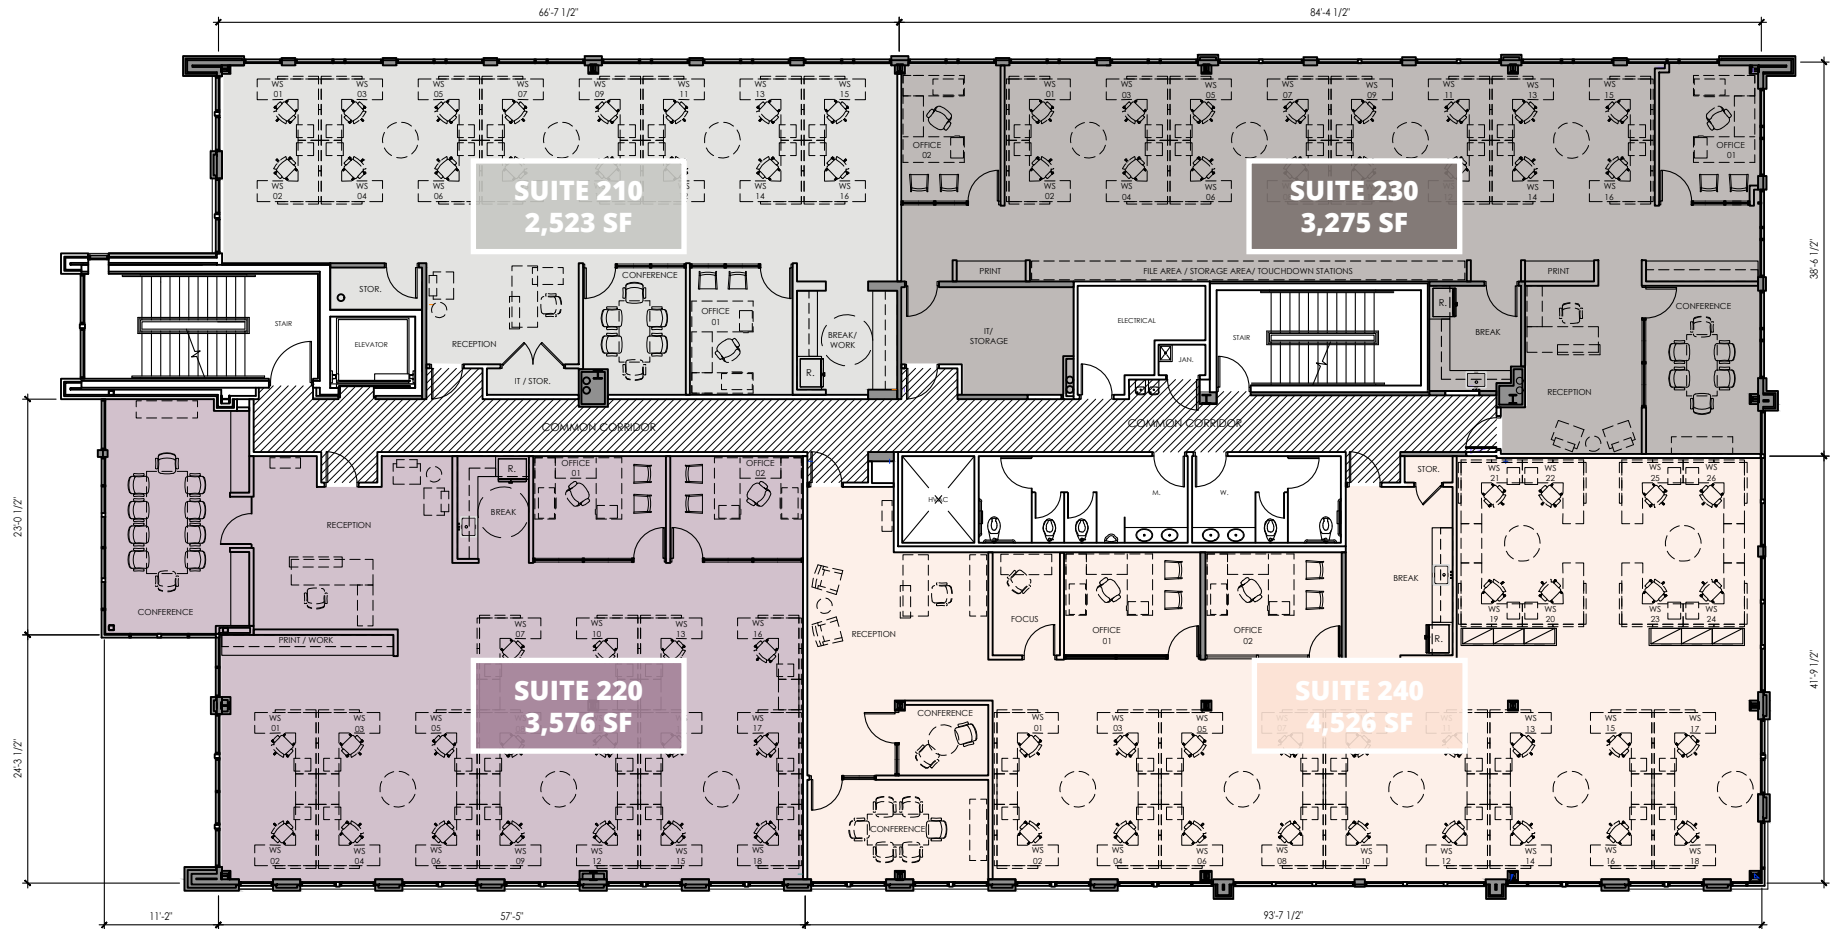 66'-7 1/2"
84'-4 1/2"
WS
01
WS
03
WS
05
WS
07
WS
09
WS
11
WS
13
WS
15
WS
02
WS
04
WS
06
WS
14
WS
16
SUITE 210
2,523 SF
OFFICE
02
WS
01
WS
03
WS
05
WS
07
WS
09
WS
11
WS
13
WS
15
WS
02
WS
04
WS
06
WS
14
WS
16
OFFICE
01
SUITE 230
3,275 SF
38'-6 1/2"
STOR.
STAIR
ELEVATOR
RECEPTION
IT / STOR.
CONFERENCE
OFFICE
01
BREAK/
WORK
R.
PRINT
FILE AREA / STORAGE AREA/ TOUCHDOWN STATIONS
PRINT
IT/
STORAGE
ELECTRICAL
JAN.
STAIR
R.
BREAK
RECEPTION
CONFERENCE
COMMON CORRIDOR
COMMON CORRIDOR
23'-0 1/2"
CONFERENCE
RECEPTION
R.
BREAK
OFFICE
01
OFFICE
02
PRINT / WORK
HVAC
M.
W.
STOR.
BREAK
R.
WS
21
WS
22
WS
25
WS
26
WS
19
WS
20
WS
23
WS
24
RECEPTION
FOCUS
OFFICE
01
OFFICE
02
WS
07
WS
10
WS
13
WS
16
SUITE 220
3,576 SF
SUITE 240
4,526 SF
41'-9 1/2"
24'-3 1/2"
WS
01
WS
03
WS
05
WS
17
WS
02
WS
04
WS
06
WS
09
WS
12
WS
15
WS
18
CONFERENCE
CONFERENCE
WS
01
WS
03
WS
05
WS
13
WS
15
WS
17
WS
02
WS
04
WS
06
WS
08
WS
10
WS
12
WS
14
WS
16
WS
18
11'-2"
57'-5"
93'-7 1/2"